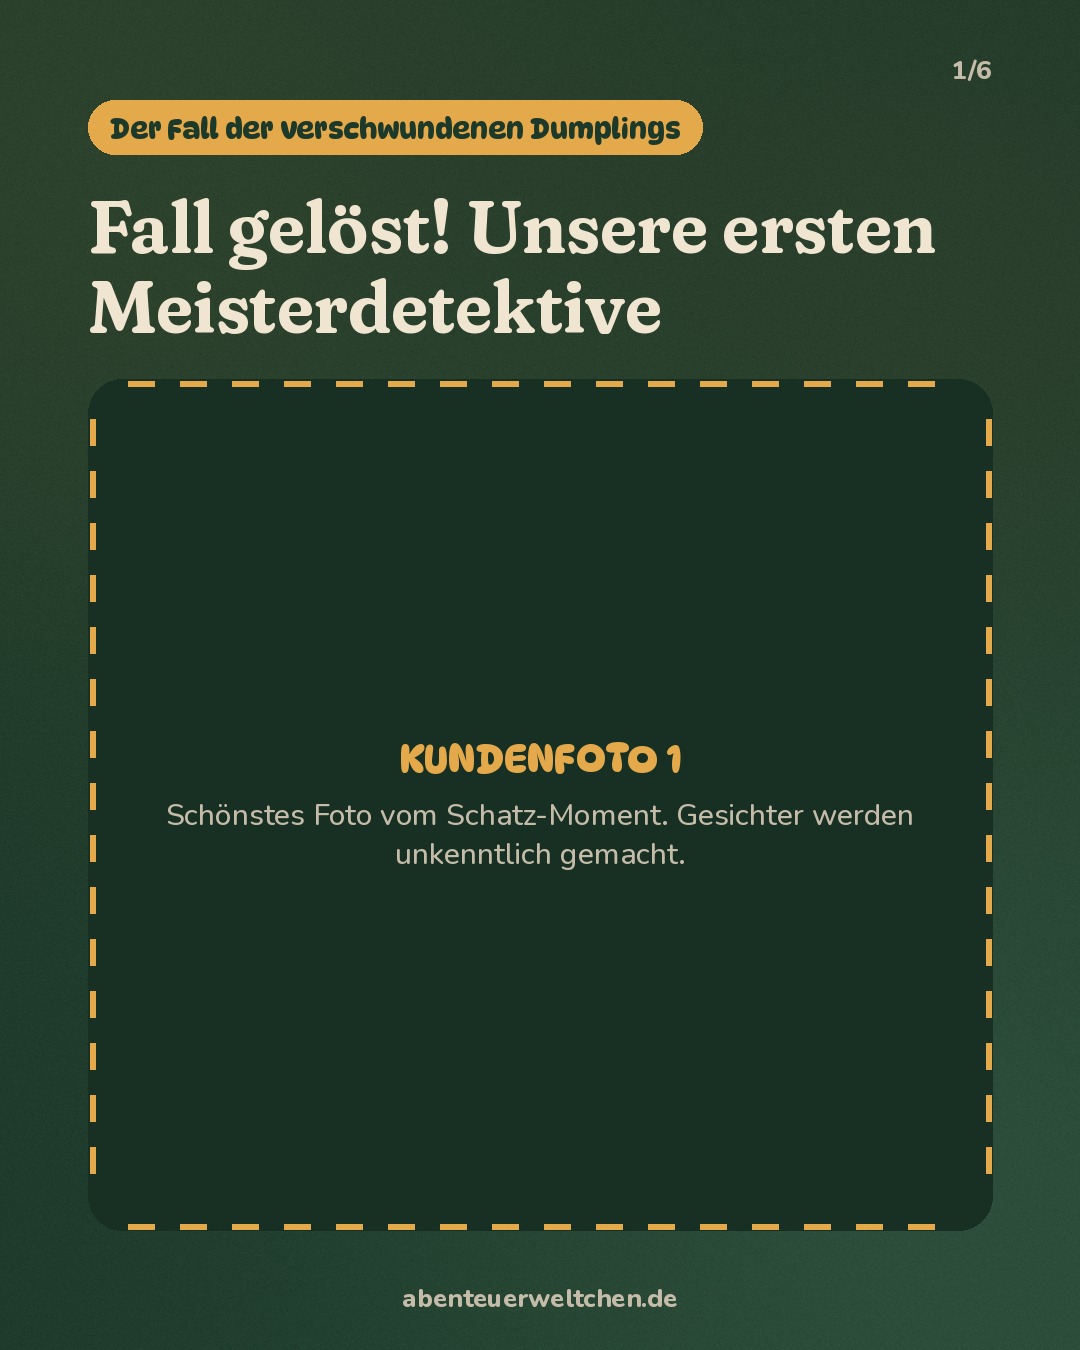 1/6
Der Fall der verschwundenen Dumplings
Fall gelöst! Unsere ersten
Meisterdetektive
KUNDENFOTO 1
Schönstes Foto vom Schatz-Moment. Gesichter werden
unkenntlich gemacht.
abenteuerweltchen.de